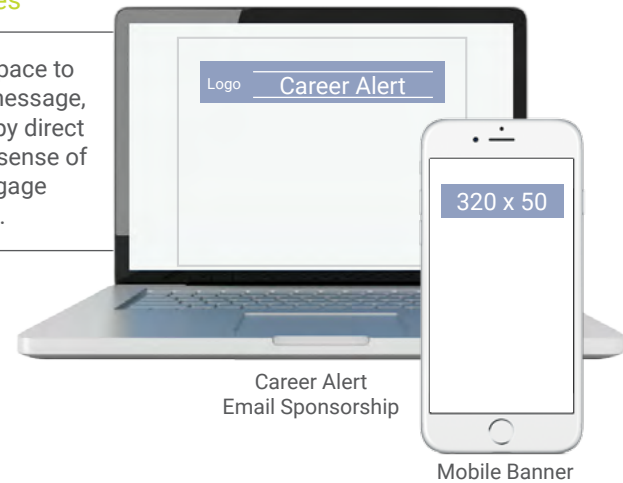 es
pace to
message,
by direct
sense of
gage
.
Logo Career Alert
320 x 50
Career Alert
Email Sponsorship
Mobile Banner